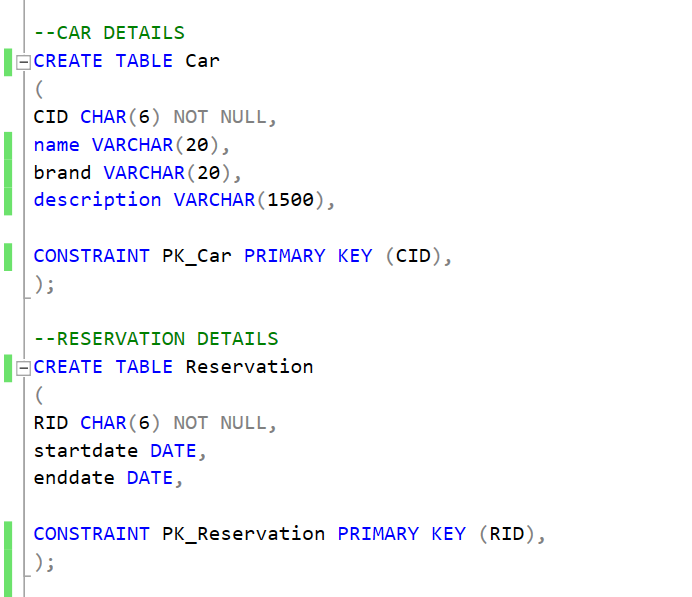 --CAR DETAILS
CREATE TABLE Car
(
CID CHAR(6) NOT NULL,
name VARCHAR(20),
brand VARCHAR(20),
description VARCHAR(1500),
CONSTRAINT PK_Car PRIMARY KEY (CID),
);
--RESERVATION DETAILS
CREATE TABLE Reservation
(
RID CHAR(6) NOT NULL,
startdate DATE,
enddate DATE,
CONSTRAINT PK_Reservation PRIMARY KEY (RID),
);